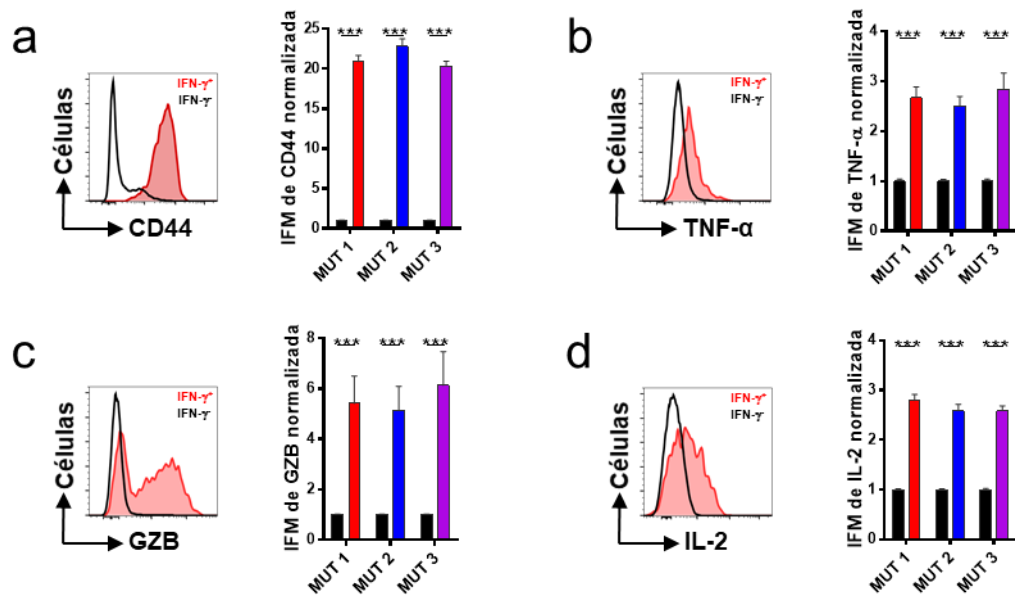 a
Células
IFN-γ⁺
IFN-γ⁻
CD44
IFM de CD44 normalizada
25
20
15
10
5
0
***
***
***
MUT 1
MUT 2
MUT 3
b
Células
IFN-γ⁺
IFN-γ⁻
TNF-α
IFM de TNF-α normalizada
4
3
2
1
0
***
***
***
MUT 1
MUT 2
MUT 3
c
Células
IFN-γ⁺
IFN-γ⁻
GZB
IFM de GZB normalizada
8
6
4
2
0
***
***
***
MUT 1
MUT 2
MUT 3
d
Células
IFN-γ⁺
IFN-γ⁻
IL-2
IFM de IL-2 normalizada
4
3
2
1
0
***
***
***
MUT 1
MUT 2
MUT 3